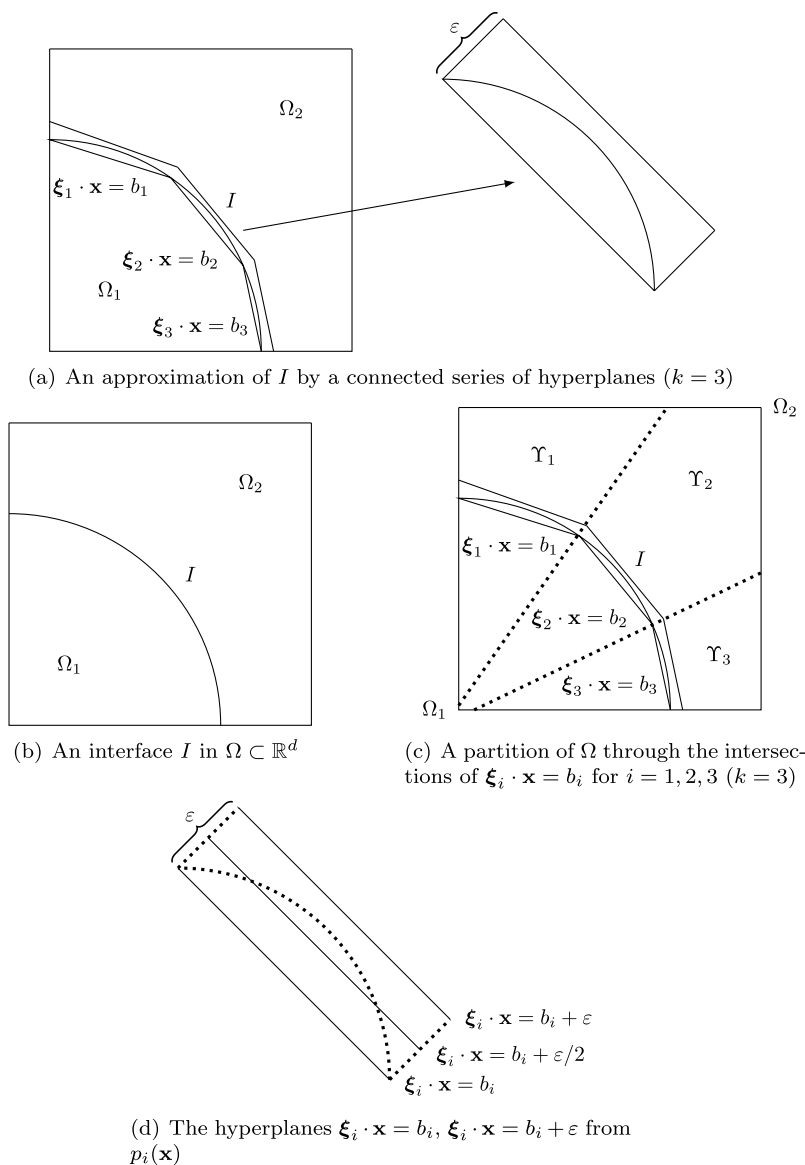 ε
Ω₂
𝝃₁ · 𝐱 = b₁
I
𝝃₂ · 𝐱 = b₂
Ω₁
𝝃₃ · 𝐱 = b₃
(a) An approximation of I by a connected series of hyperplanes (k = 3)
Ω₂
I
Ω₁
(b) An interface I in Ω ⊂ ℝᵈ
Ω₂
ϒ₁
ϒ₂
𝝃₁ · 𝐱 = b₁
I
𝝃₂ · 𝐱 = b₂
ϒ₃
𝝃₃ · 𝐱 = b₃
Ω₁
(c) A partition of Ω through the intersec-
tions of 𝝃ᵢ · 𝐱 = bᵢ for i = 1, 2, 3 (k = 3)
ε
𝝃ᵢ · 𝐱 = bᵢ + ε
𝝃ᵢ · 𝐱 = bᵢ + ε/2
𝝃ᵢ · 𝐱 = bᵢ
(d) The hyperplanes 𝝃ᵢ · 𝐱 = bᵢ, 𝝃ᵢ · 𝐱 = bᵢ + ε from
pᵢ(𝐱)